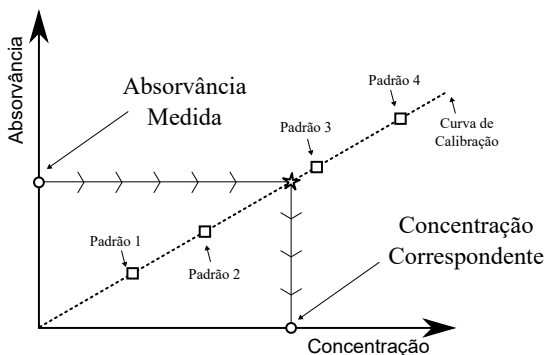 Absorvância
Absorvância
Medida
Padrão 4
Padrão 3
Curva de
Calibração
Padrão 1
Padrão 2
Concentração
Correspondente
Concentração